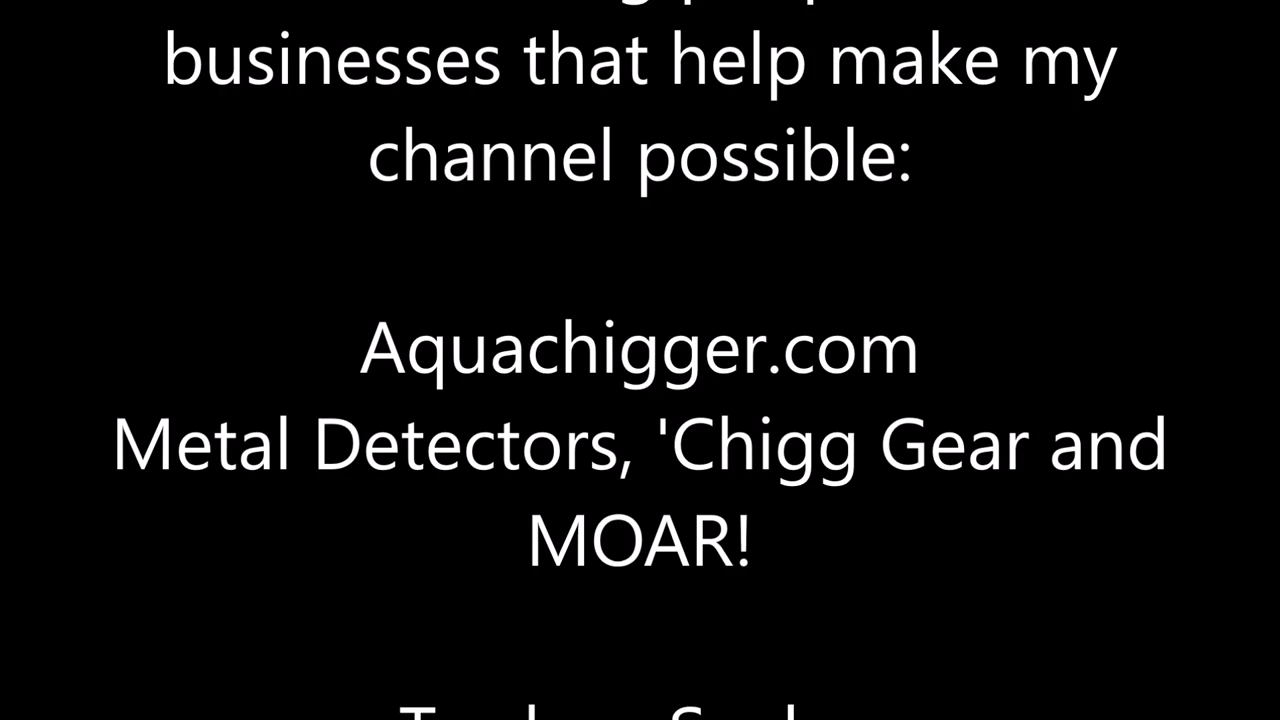 businesses that help make my
channel possible:
Aquachigger.com
Metal Detectors, 'Chigg Gear and
MOAR!